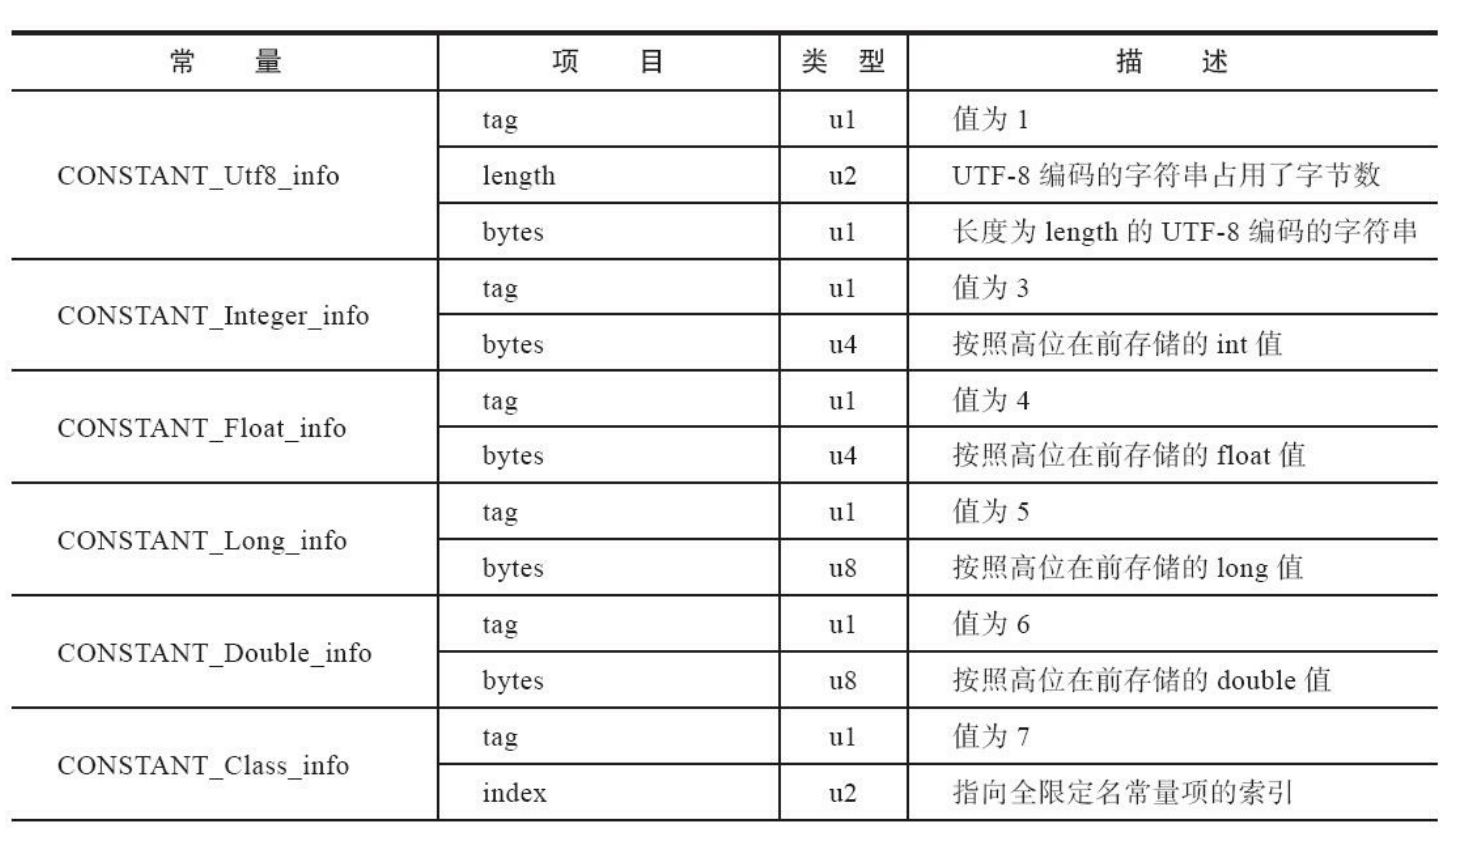 常 量 项 目 类 型 描 述
CONSTANT_Utf8_info
tag u1 值为 1
length u2 UTF-8 编码的字符串占用了字节数
bytes u1 长度为 length 的 UTF-8 编码的字符串
CONSTANT_Integer_info
tag u1 值为 3
bytes u4 按照高位在前存储的 int 值
CONSTANT_Float_info
tag u1 值为 4
bytes u4 按照高位在前存储的 float 值
CONSTANT_Long_info
tag u1 值为 5
bytes u8 按照高位在前存储的 long 值
CONSTANT_Double_info
tag u1 值为 6
bytes u8 按照高位在前存储的 double 值
CONSTANT_Class_info
tag u1 值为 7
index u2 指向全限定名常量项的索引